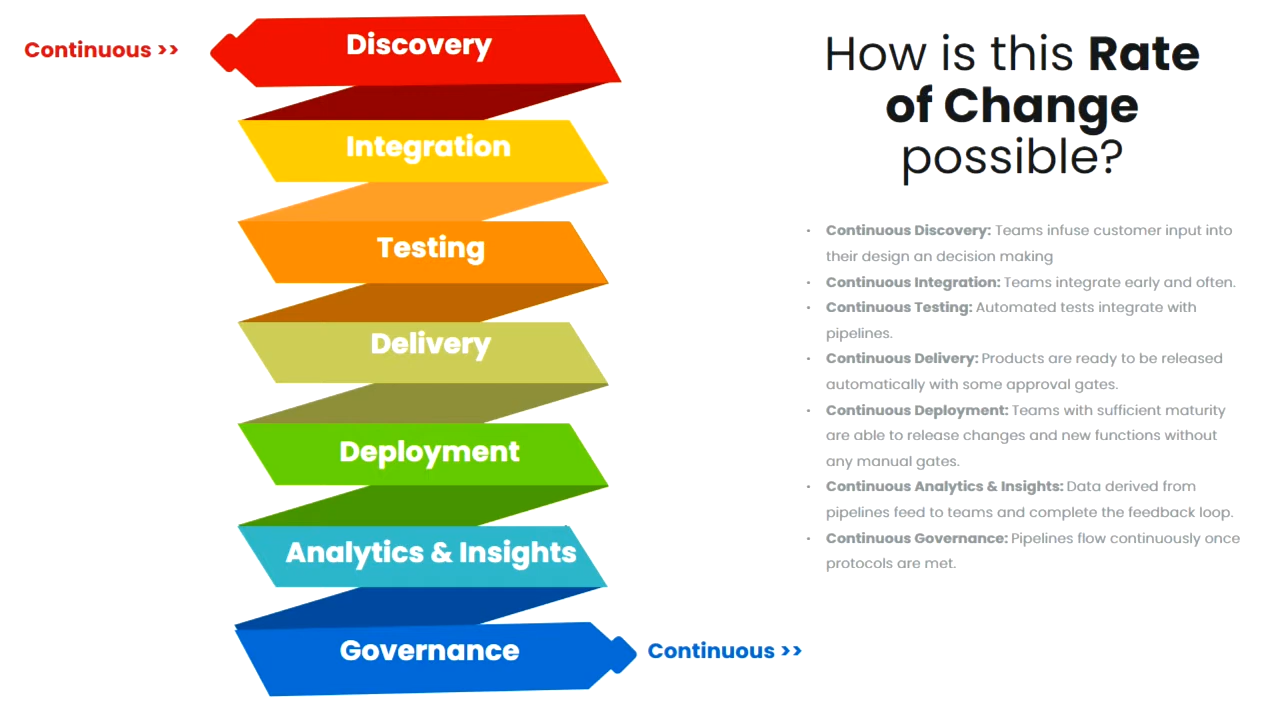 Continuous >>
Discovery
Integration
Testing
Delivery
Deployment
Analytics & Insights
Governance
Continuous >>
How is this Rate
of Change
possible?
• Continuous Discovery: Teams infuse customer input into
their design an decision making
• Continuous Integration: Teams integrate early and often.
• Continuous Testing: Automated tests integrate with
pipelines.
• Continuous Delivery: Products are ready to be released
automatically with some approval gates.
• Continuous Deployment: Teams with sufficient maturity
are able to release changes and new functions without
any manual gates.
• Continuous Analytics & Insights: Data derived from
pipelines feed to teams and complete the feedback loop.
• Continuous Governance: Pipelines flow continuously once
protocols are met.